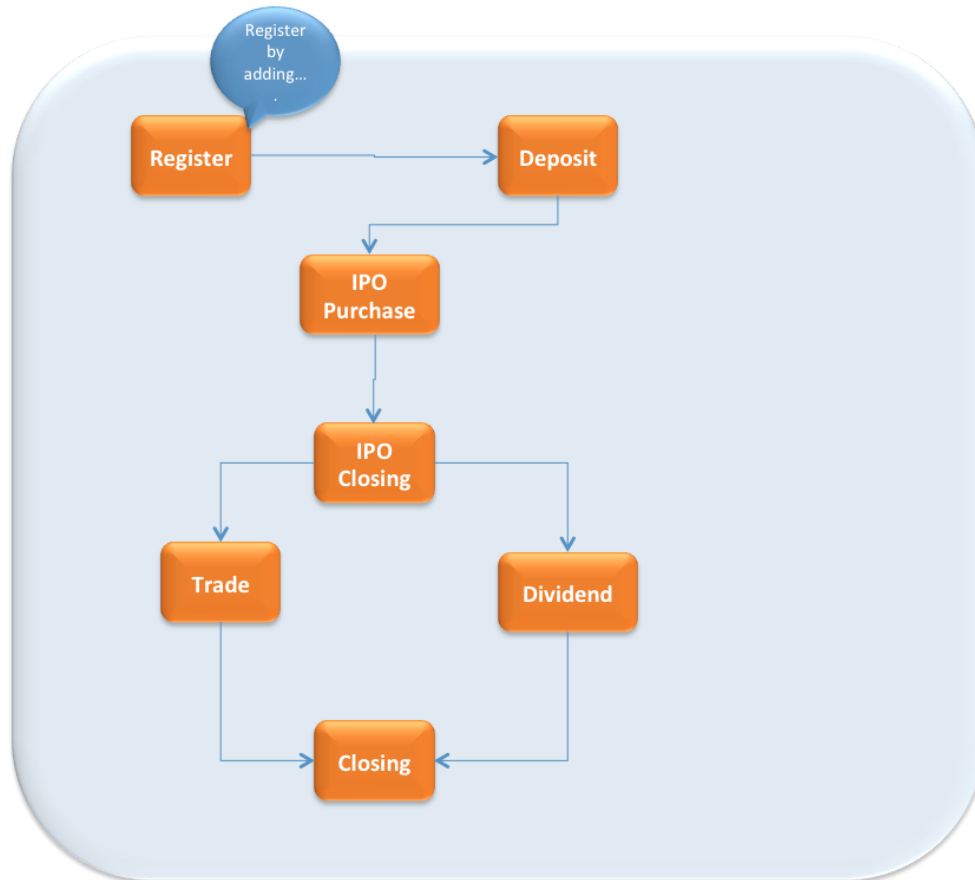 Register
by
adding...
.
Register
Deposit
IPO
Purchase
IPO
Closing
Trade
Dividend
Closing